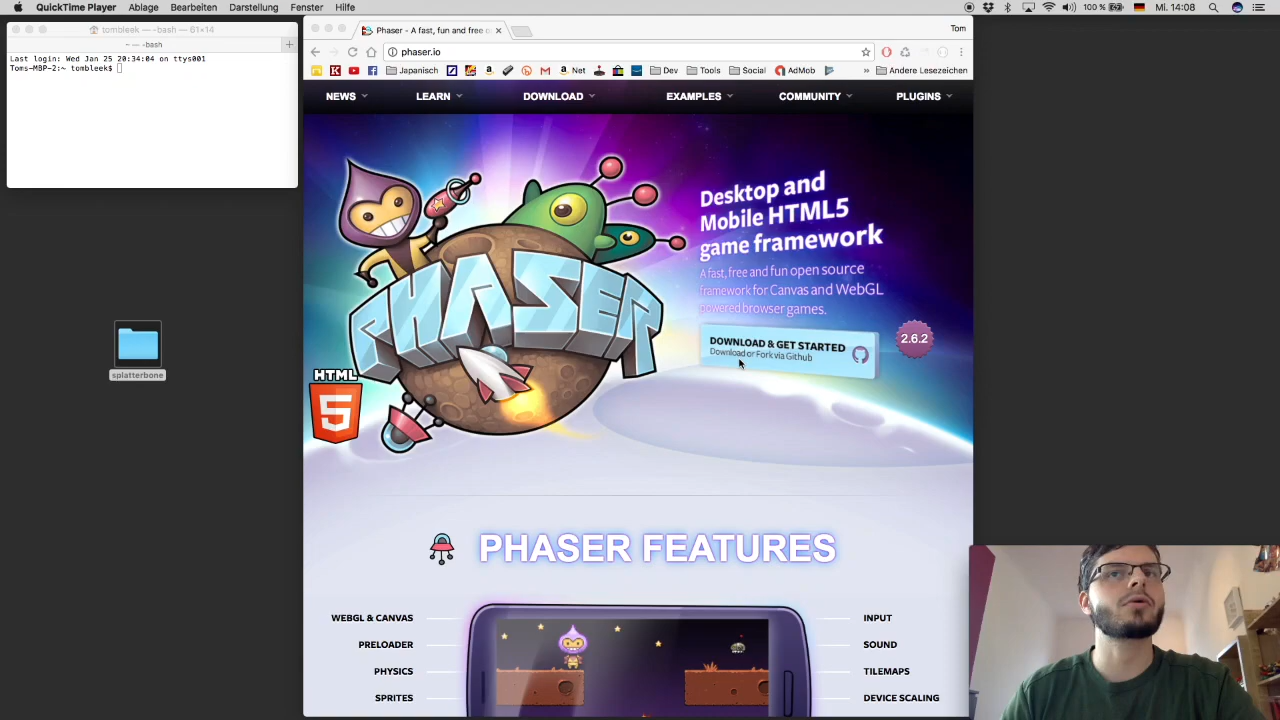 QuickTime Player Ablage Bearbeiten Darstellung Fenster Hilfe
100 % Mi. 14:08
tombleek — -bash — 61×14
~ — -bash
Last login: Wed Jan 25 20:34:04 on ttys001
Toms-MBP-2:~ tombleek$
splatterbone
Phaser - A fast, fun and free o
Tom
phaser.io
Japanisch
Net
Dev
Tools
Social
AdMob
» Andere Lesezeichen
NEWS LEARN DOWNLOAD EXAMPLES COMMUNITY PLUGINS
PHASER
HTML
5
Desktop and
Mobile HTML5
game framework
A fast, free and fun open source
framework for Canvas and WebGL
powered browser games.
DOWNLOAD & GET STARTED
Download or Fork via Github
2.6.2
PHASER FEATURES
WEBGL & CANVAS
PRELOADER
PHYSICS
SPRITES
INPUT
SOUND
TILEMAPS
DEVICE SCALING